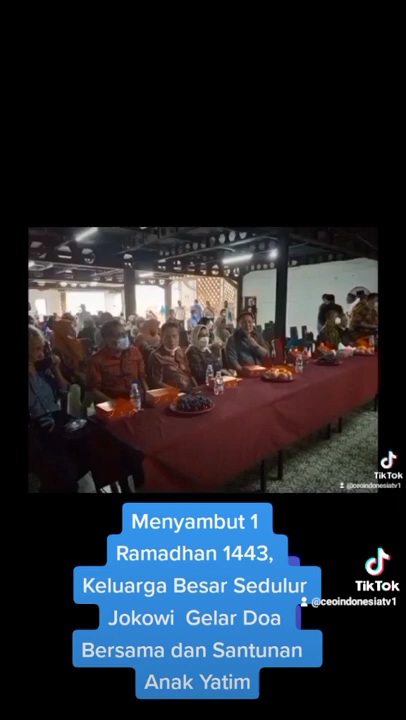 TikTok
@ceoindonesiatv1
Menyambut 1
Ramadhan 1443,
Keluarga Besar Sedulur
Jokowi Gelar Doa
Bersama dan Santunan
Anak Yatim
TikTok
@ceoindonesiatv1